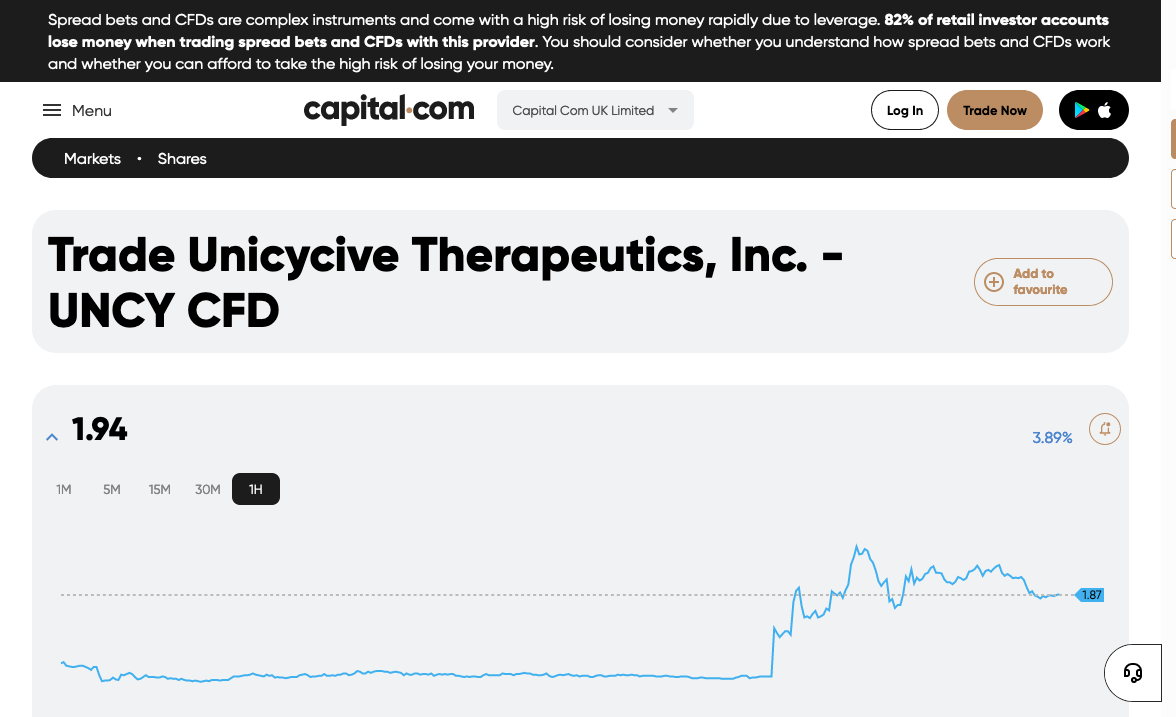 Spread bets and CFDs are complex instruments and come with a high risk of losing money rapidly due to leverage. 82% of retail investor accounts
lose money when trading spread bets and CFDs with this provider. You should consider whether you understand how spread bets and CFDs work
and whether you can afford to take the high risk of losing your money.
Menu
capital.com
Capital Com UK Limited
Log In
Trade Now
Markets • Shares
Trade Unicycive Therapeutics, Inc. -
UNCY CFD
Add to
favourite
1.94
3.89%
1M 5M 15M 30M 1H
1.87